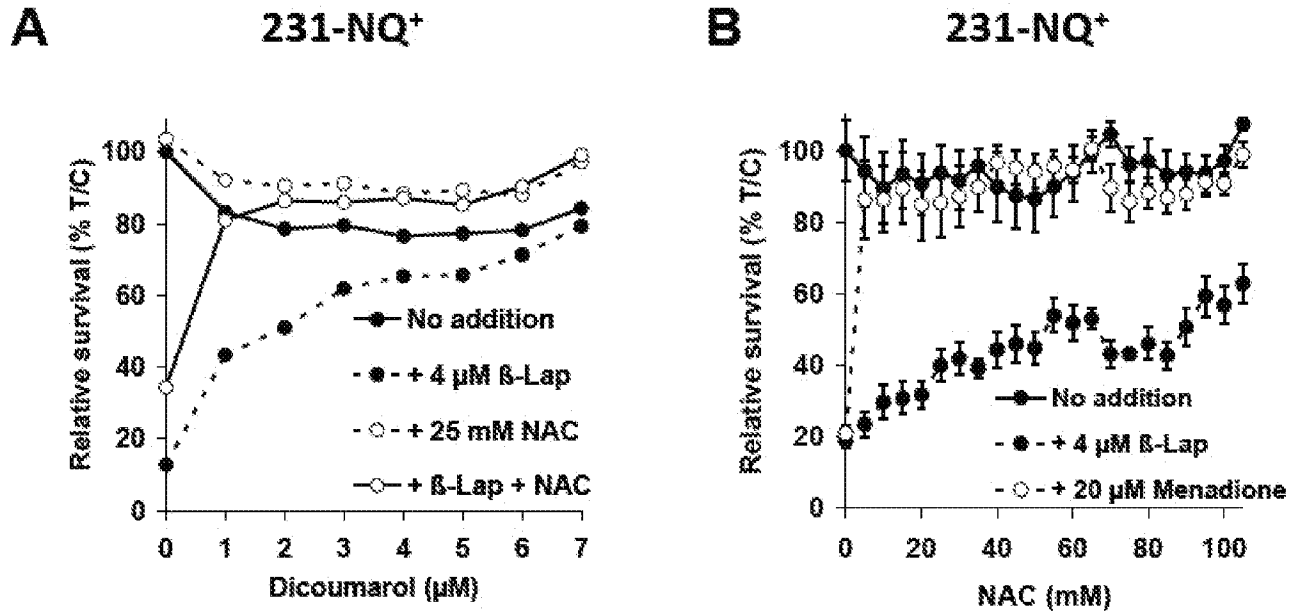 A
231-NQ⁺
Relative survival (% T/C)
100
80
60
40
20
0
No addition
+ 4 µM ß-Lap
+ 25 mM NAC
+ ß-Lap + NAC
0 1 2 3 4 5 6 7
Dicoumarol (µM)
B
231-NQ⁺
Relative survival (% T/C)
100
80
60
40
20
0
No addition
+ 4 µM ß-Lap
+ 20 µM Menadione
0 20 40 60 80 100
NAC (mM)